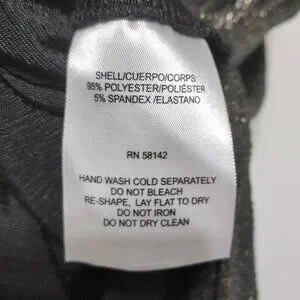 SHELL/CUERPO/CORPS:
95% POLYESTER/POLIÉSTER
5% SPANDEX /ELASTANO
RN 58142
HAND WASH COLD SEPARATELY
DO NOT BLEACH
RE-SHAPE, LAY FLAT TO DRY
DO NOT IRON
DO NOT DRY CLEAN